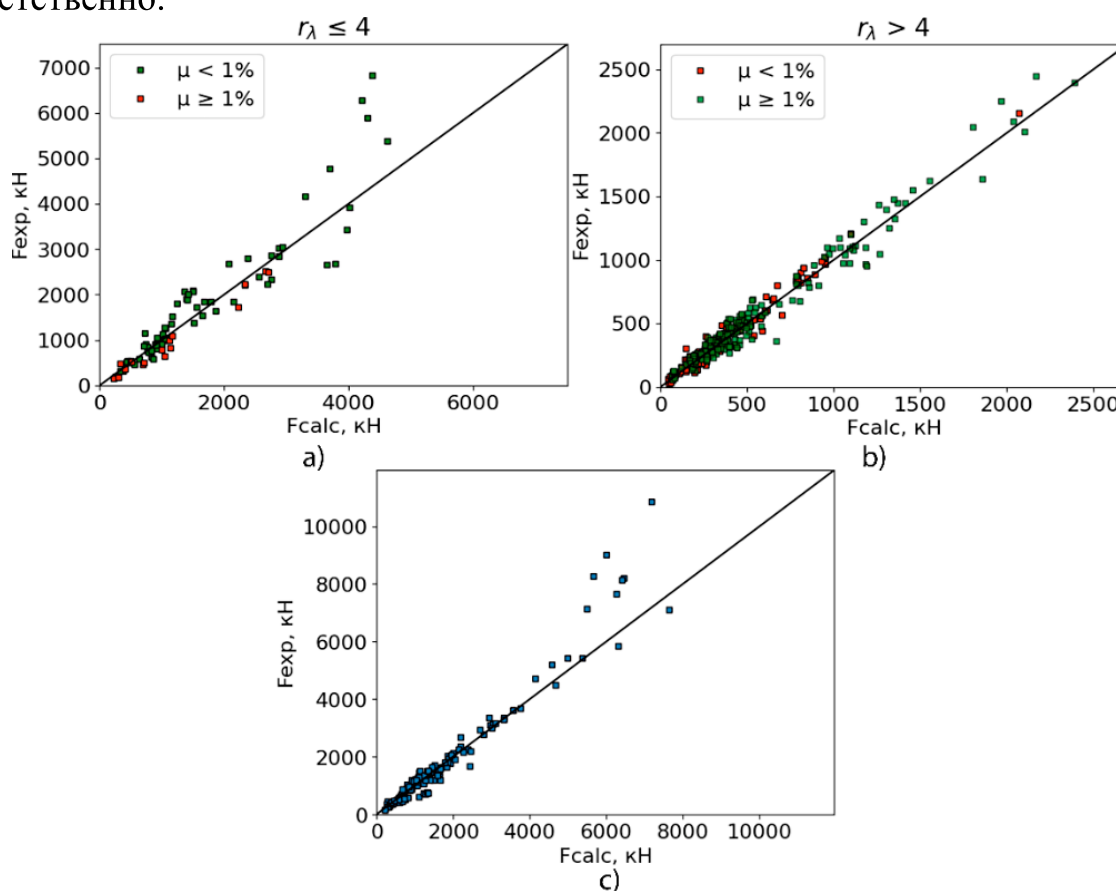 етственно.
r_λ ≤ 4
7000
6000
5000
4000
3000
2000
1000
0
Fexp, кН
μ < 1%
μ ≥ 1%
0 2000 4000 6000
Fcalc, кН
a)
r_λ > 4
2500
2000
1500
1000
500
0
Fexp, кН
μ < 1%
μ ≥ 1%
0 500 1000 1500 2000 2500
Fcalc, кН
b)
10000
8000
6000
4000
2000
0
Fexp, кН
0 2000 4000 6000 8000 10000
Fcalc, кН
c)